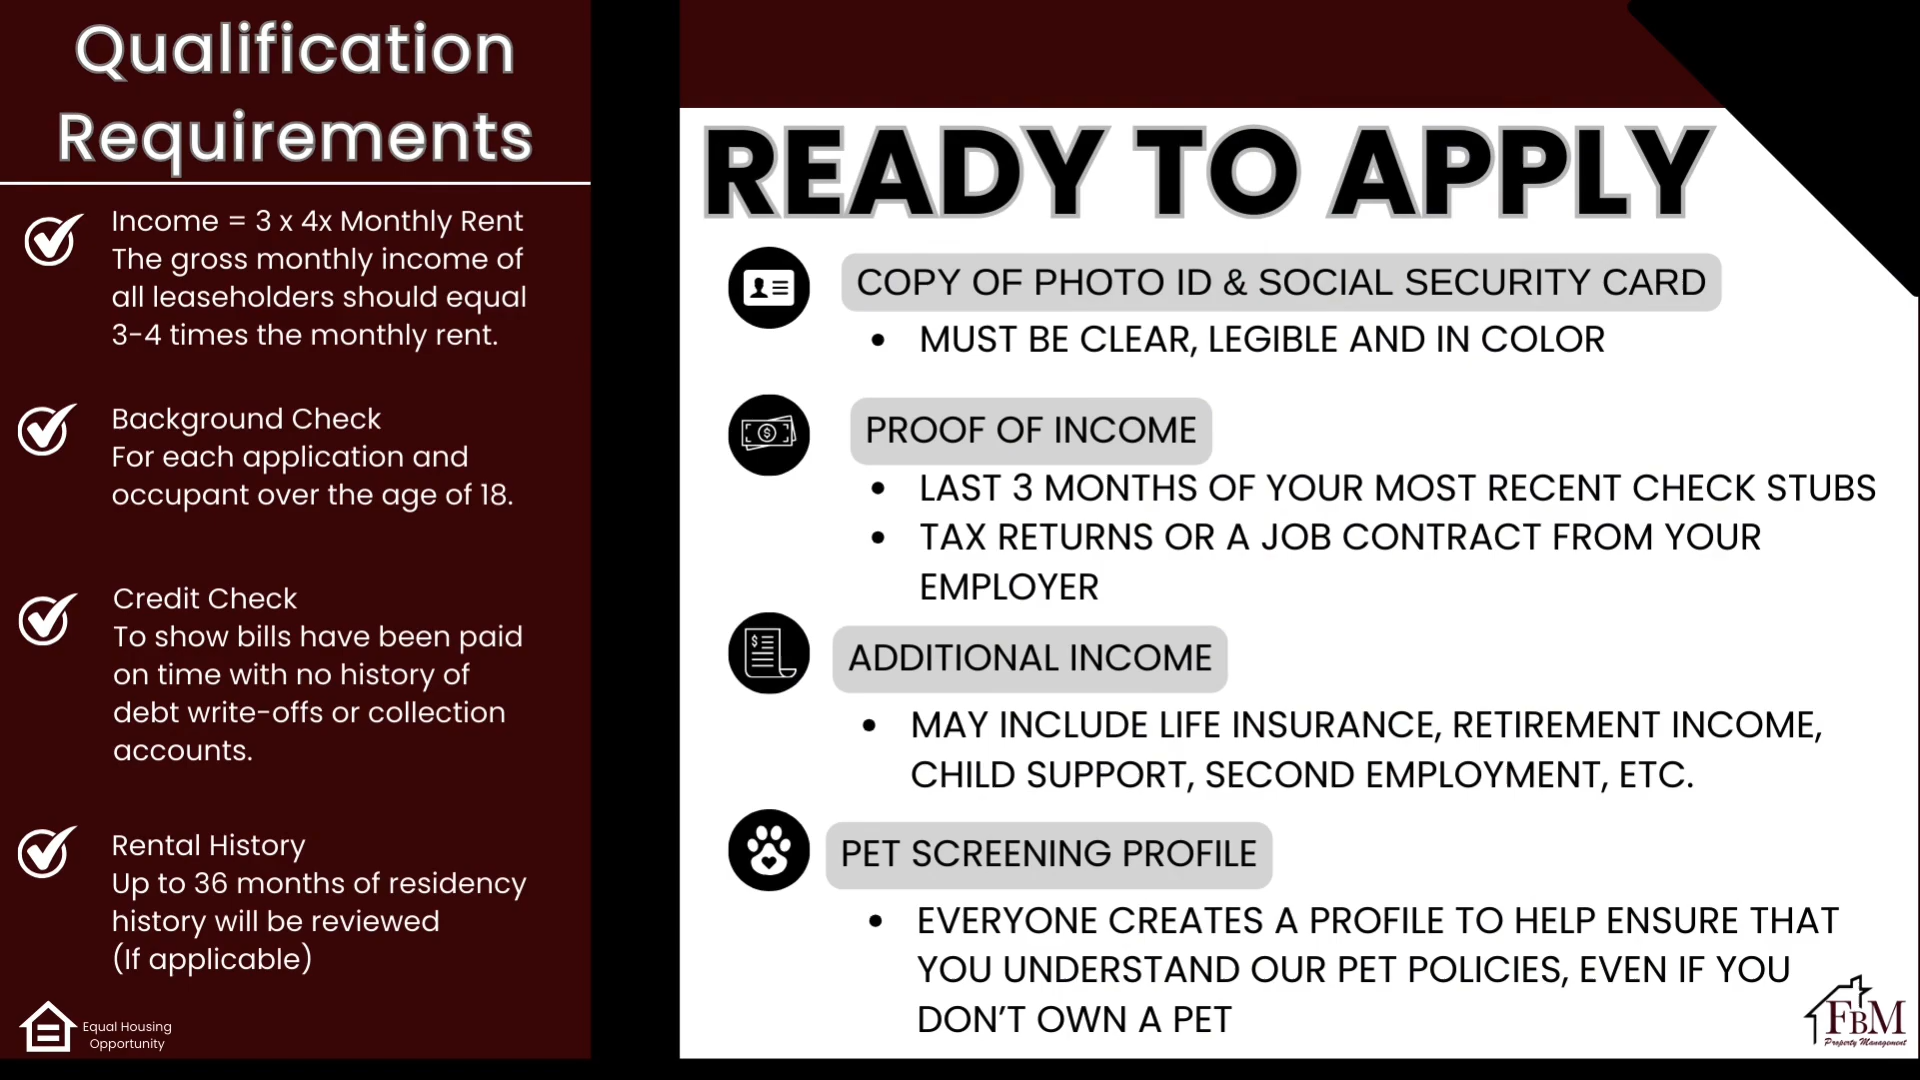 Qualification
Requirements
Income = 3 x 4x Monthly Rent
The gross monthly income of
all leaseholders should equal
3-4 times the monthly rent.
Background Check
For each application and
occupant over the age of 18.
Credit Check
To show bills have been paid
on time with no history of
debt write-offs or collection
accounts.
Rental History
Up to 36 months of residency
history will be reviewed
(If applicable)
Equal Housing
Opportunity
READY TO APPLY
COPY OF PHOTO ID & SOCIAL SECURITY CARD
• MUST BE CLEAR, LEGIBLE AND IN COLOR
PROOF OF INCOME
• LAST 3 MONTHS OF YOUR MOST RECENT CHECK STUBS
• TAX RETURNS OR A JOB CONTRACT FROM YOUR
EMPLOYER
ADDITIONAL INCOME
• MAY INCLUDE LIFE INSURANCE, RETIREMENT INCOME,
CHILD SUPPORT, SECOND EMPLOYMENT, ETC.
PET SCREENING PROFILE
• EVERYONE CREATES A PROFILE TO HELP ENSURE THAT
YOU UNDERSTAND OUR PET POLICIES, EVEN IF YOU
DON'T OWN A PET
FBM
Property Management